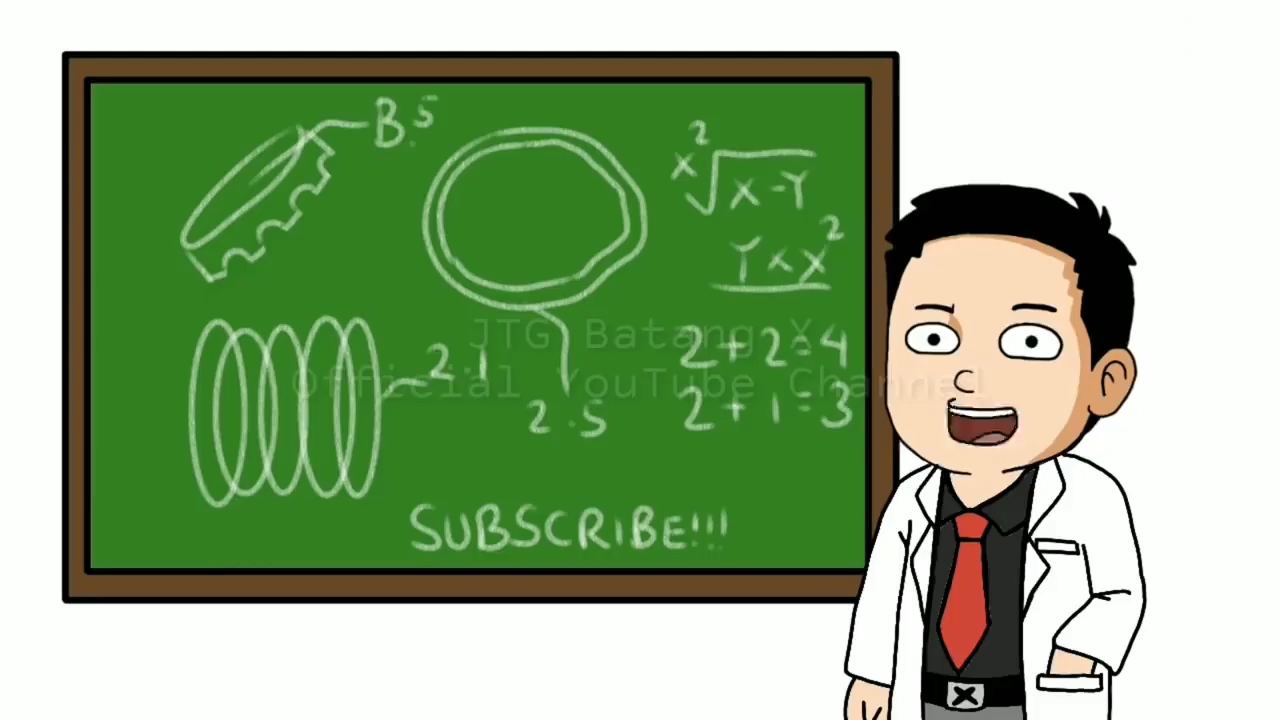 B.5
x²√X-Y
Y×X²
2+2=4
2+1=3
2.1
2.5
SUBSCRIBE!!!
JTG Batang X
Official YouTube Channel
X